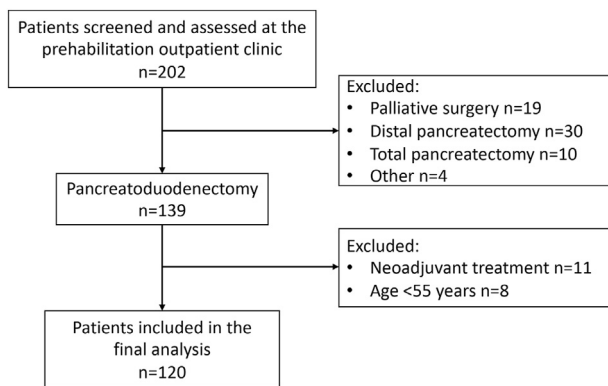 Patients screened and assessed at the
prehabilitation outpatient clinic
n=202
Excluded:
• Palliative surgery n=19
• Distal pancreatectomy n=30
• Total pancreatectomy n=10
• Other n=4
Pancreatoduodenectomy
n=139
Excluded:
• Neoadjuvant treatment n=11
• Age <55 years n=8
Patients included in the
final analysis
n=120